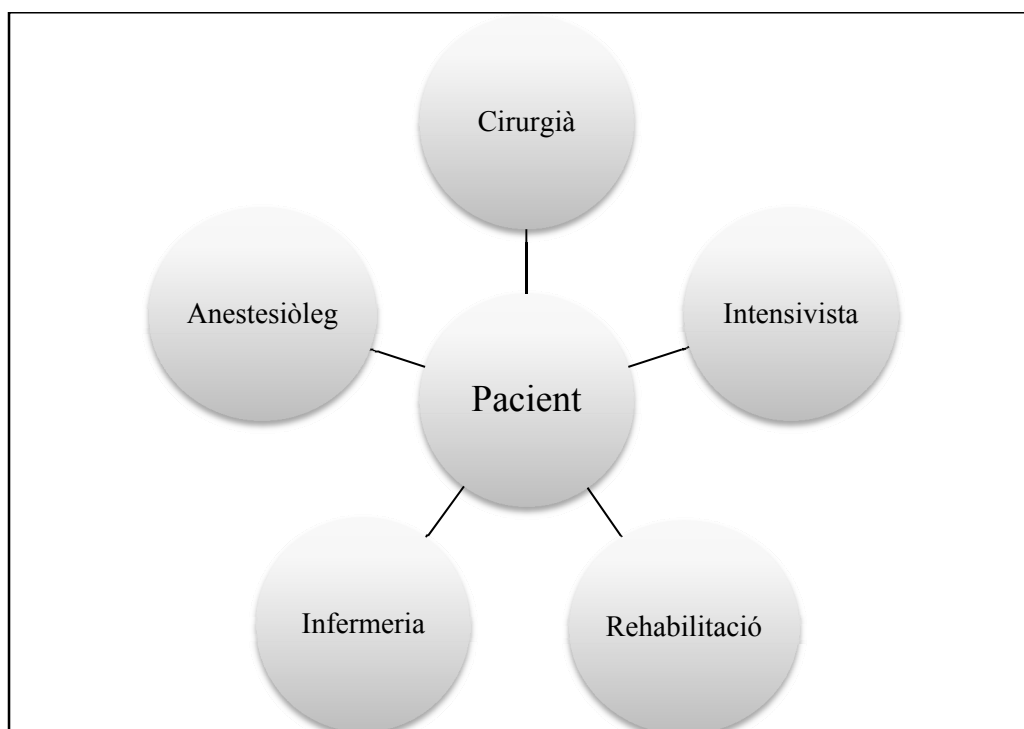 Cirurgià
Anestesiòleg
Intensivista
Pacient
Infermeria
Rehabilitació